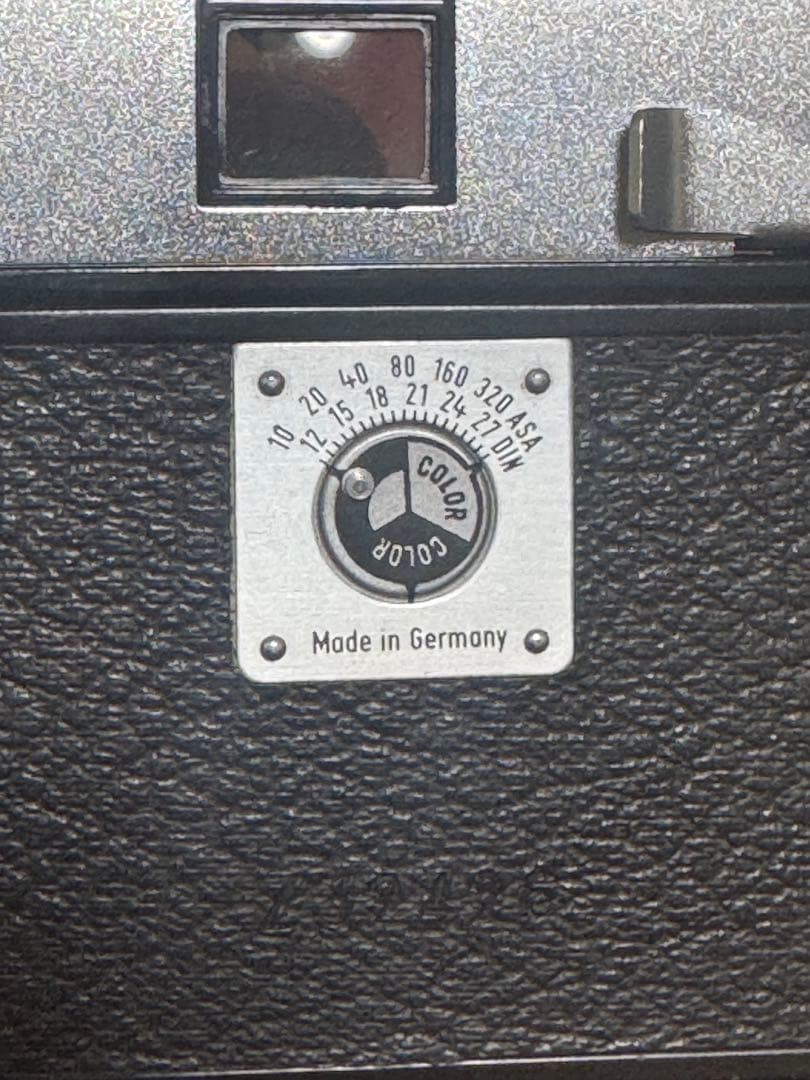 10 20 40 80 160 320 ASA
12 15 18 21 24 27 DIN
COLOR
COLOR
Made in Germany